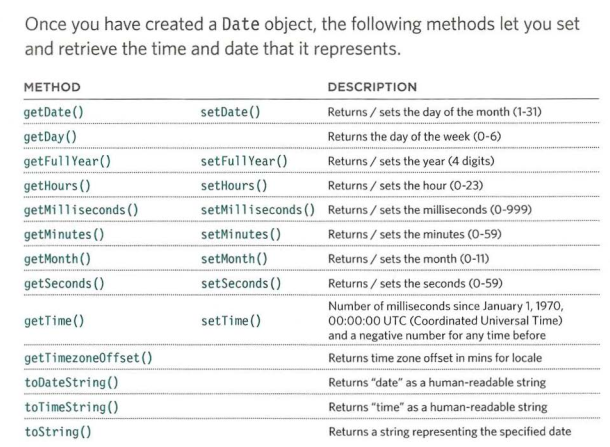 Once you have created a Date object, the following methods let you set
and retrieve the time and date that it represents.
METHOD DESCRIPTION
getDate() setDate() Returns / sets the day of the month (1-31)
getDay() Returns the day of the week (0-6)
getFullYear() setFullYear() Returns / sets the year (4 digits)
getHours() setHours() Returns / sets the hour (0-23)
getMilliseconds() setMilliseconds() Returns / sets the milliseconds (0-999)
getMinutes() setMinutes() Returns / sets the minutes (0-59)
getMonth() setMonth() Returns / sets the month (0-11)
getSeconds() setSeconds() Returns / sets the seconds (0-59)
getTime() setTime() Number of milliseconds since January 1, 1970,
00:00:00 UTC (Coordinated Universal Time)
and a negative number for any time before
getTimezoneOffset() Returns time zone offset in mins for locale
toDateString() Returns "date" as a human-readable string
toTimeString() Returns "time" as a human-readable string
toString() Returns a string representing the specified date